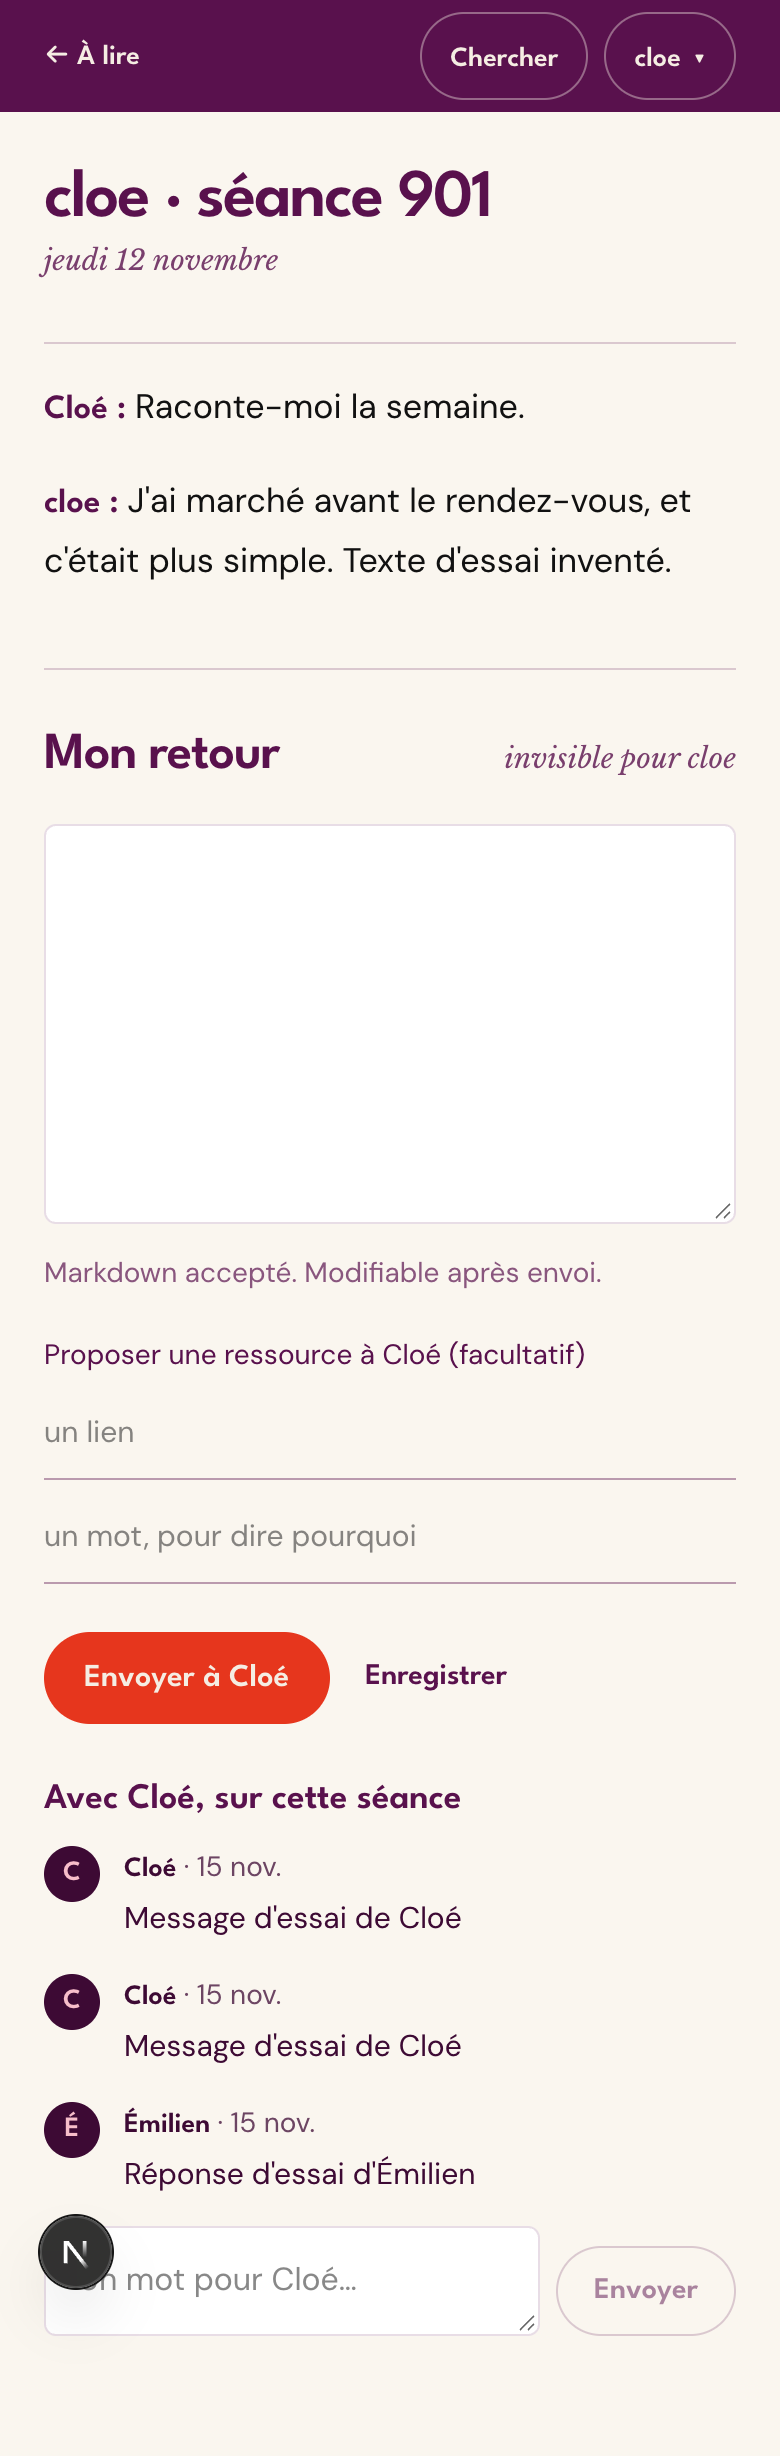 ← À lire
Chercher
cloe ▾
cloe · séance 901
jeudi 12 novembre
Cloé : Raconte-moi la semaine.
cloe : J'ai marché avant le rendez-vous, et
c'était plus simple. Texte d'essai inventé.
Mon retour
invisible pour cloe
Markdown accepté. Modifiable après envoi.
Proposer une ressource à Cloé (facultatif)
un lien
un mot, pour dire pourquoi
Envoyer à Cloé
Enregistrer
Avec Cloé, sur cette séance
C
Cloé · 15 nov.
Message d'essai de Cloé
C
Cloé · 15 nov.
Message d'essai de Cloé
É
Émilien · 15 nov.
Réponse d'essai d'Émilien
N
mot pour Cloé...
Envoyer